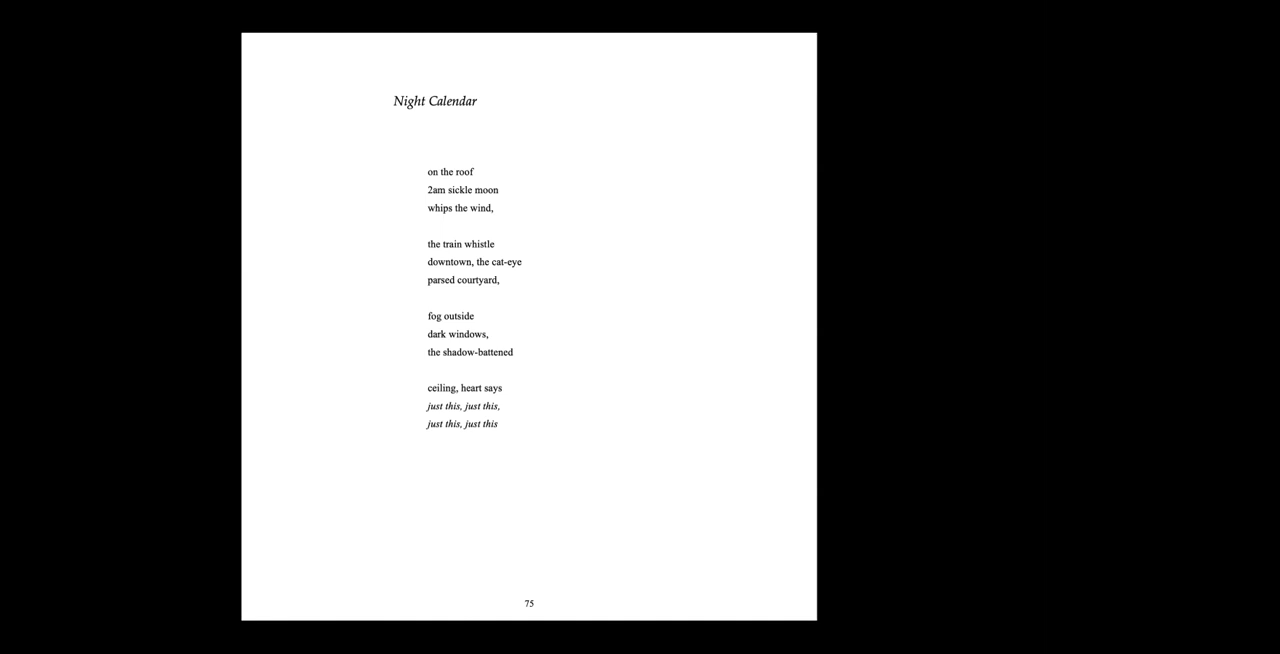 Night Calendar
on the roof
2am sickle moon
whips the wind,
the train whistle
downtown, the cat-eye
parsed courtyard,
fog outside
dark windows,
the shadow-battened
ceiling, heart says
just this, just this,
just this, just this
75